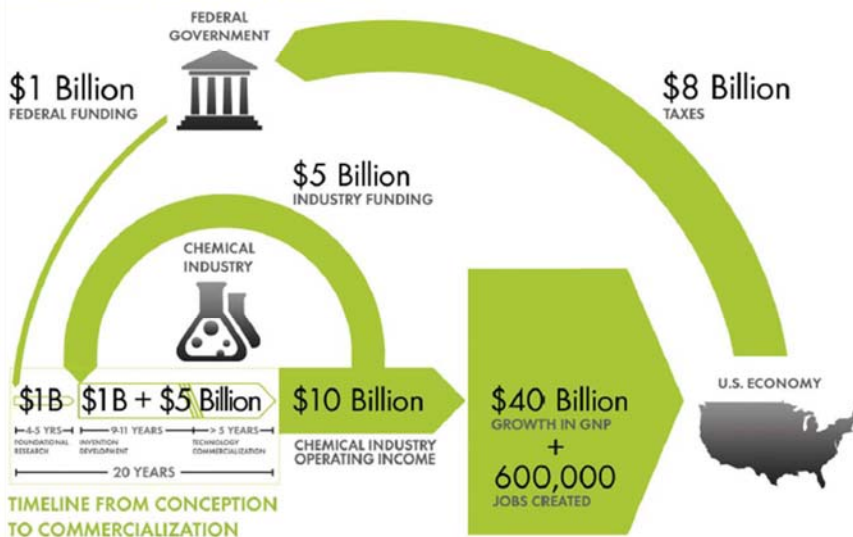 FEDERAL
GOVERNMENT
$1 Billion
FEDERAL FUNDING
$8 Billion
TAXES
$5 Billion
INDUSTRY FUNDING
CHEMICAL
INDUSTRY
$1B
$1B + $5 Billion
$10 Billion
CHEMICAL INDUSTRY
OPERATING INCOME
$40 Billion
GROWTH IN GNP
+
600,000
JOBS CREATED
U.S. ECONOMY
4-5 YRS
FOUNDATIONAL
RESEARCH
9-11 YEARS
INVENTION
DEVELOPMENT
> 5 YEARS
TECHNOLOGY
COMMERCIALIZATION
20 YEARS
TIMELINE FROM CONCEPTION
TO COMMERCIALIZATION